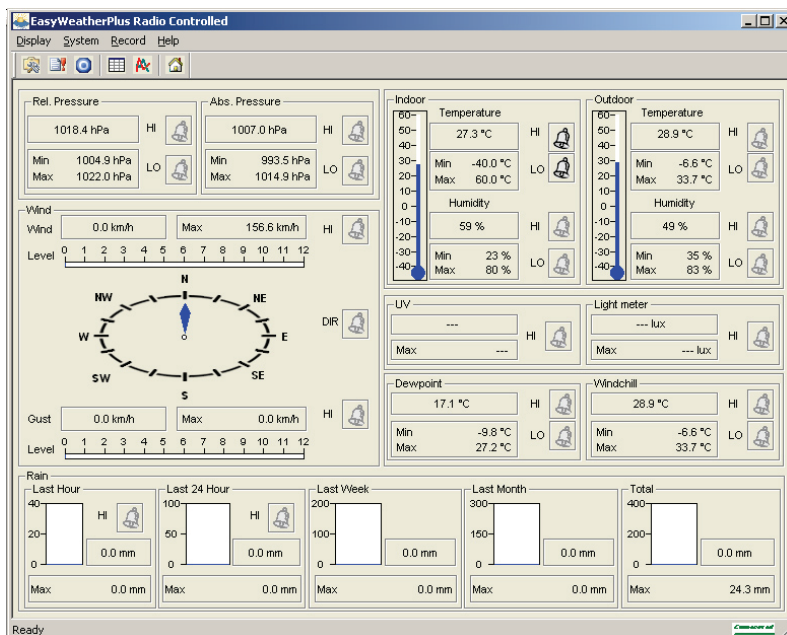 EasyWeatherPlus Radio Controlled
Display System Record Help
Rel. Pressure
1018.4 hPa HI
Min 1004.9 hPa
Max 1022.0 hPa
LO
Abs. Pressure
1007.0 hPa HI
Min 993.5 hPa
Max 1014.9 hPa
LO
Indoor
60
50
40
30
20
10
0
-10
-20
-30
-40
Temperature
27.3 °C HI
Min -40.0 °C
Max 60.0 °C
LO
Humidity
59 % HI
Min 23 %
Max 80 %
LO
Outdoor
60
50
40
30
20
10
0
-10
-20
-30
-40
Temperature
28.9 °C HI
Min -6.6 °C
Max 33.7 °C
LO
Humidity
49 % HI
Min 35 %
Max 83 %
LO
Wind
Wind 0.0 km/h Max 156.6 km/h HI
Level 0 1 2 3 4 5 6 7 8 9 10 11 12
N
NW NE
W E
SW SE
S
DIR
Gust 0.0 km/h Max 0.0 km/h HI
Level 0 1 2 3 4 5 6 7 8 9 10 11 12
UV
---
Max ---
HI
Light meter
--- lux
Max --- lux
HI
Dewpoint
17.1 °C HI
Min -9.8 °C
Max 27.2 °C
LO
Windchill
28.9 °C HI
Min -6.6 °C
Max 33.7 °C
LO
Rain
Last Hour
40
20
0
HI
0.0 mm
Max 0.0 mm
Last 24 Hour
100
50
0
HI
0.0 mm
Max 0.0 mm
Last Week
200
100
0
0.0 mm
Max 0.0 mm
Last Month
300
150
0
0.0 mm
Max 0.0 mm
Total
400
200
0
0.0 mm
Max 24.3 mm
Ready